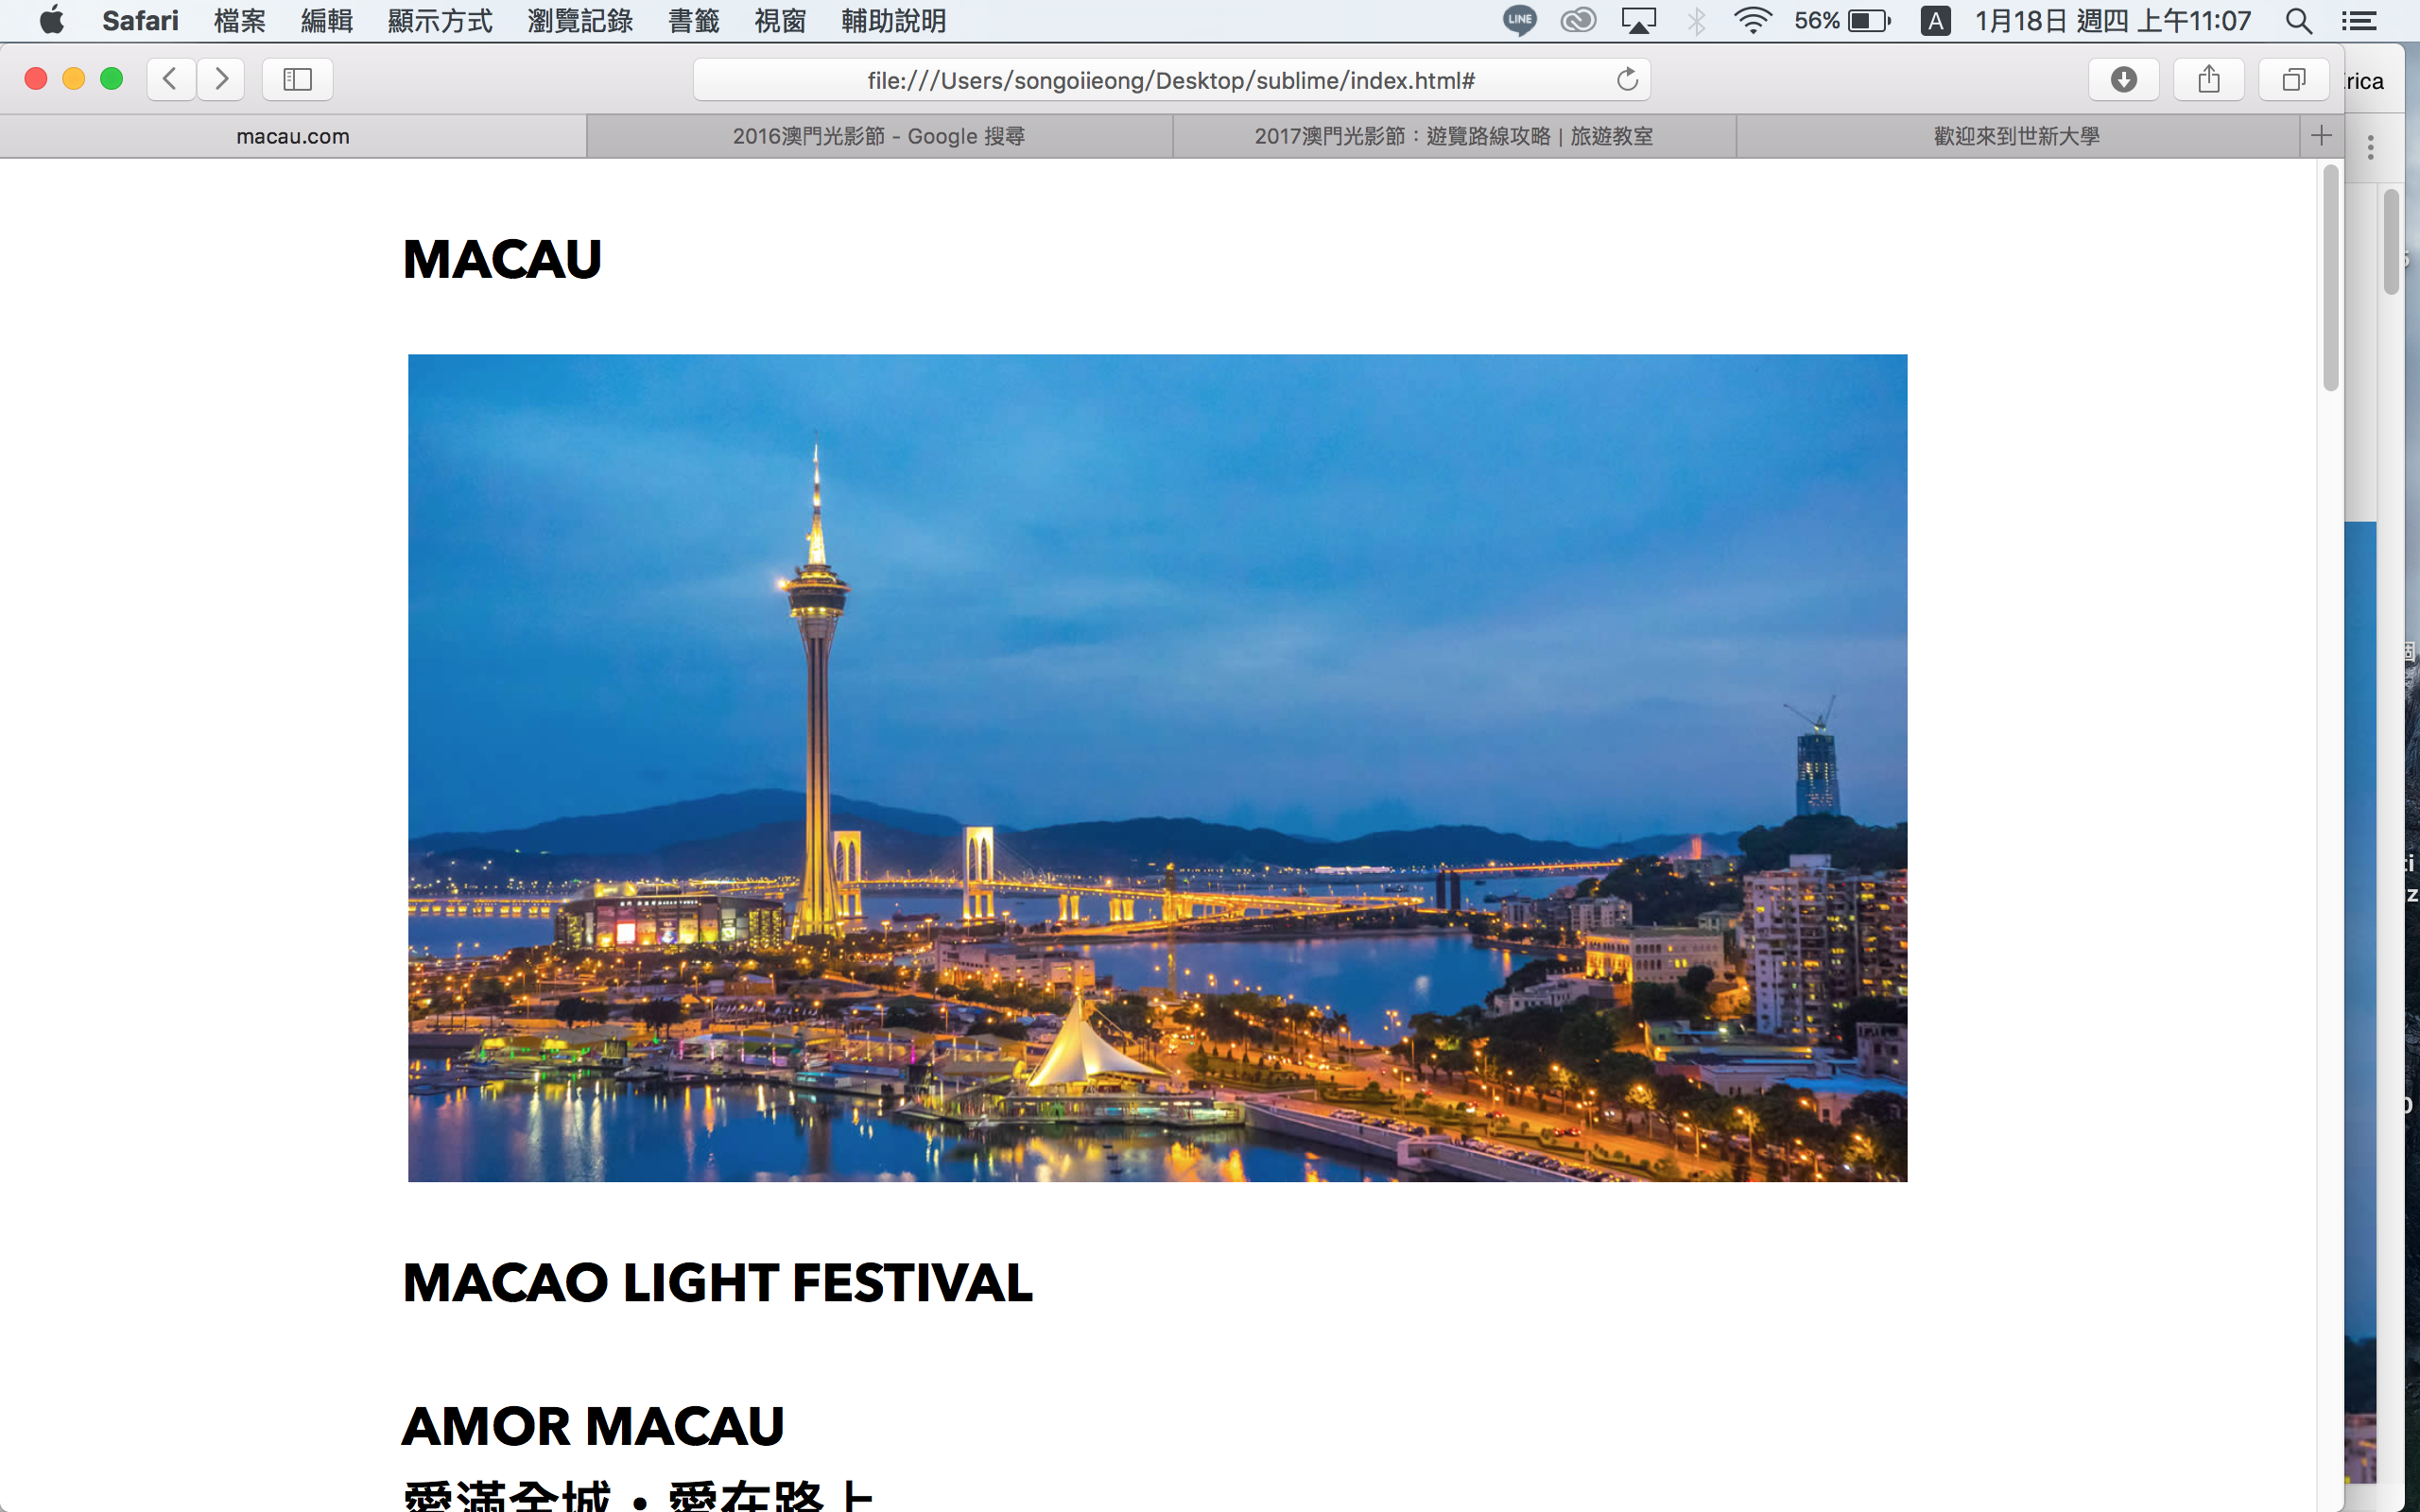 Safari 檔案 編輯 顯示方式 瀏覽記錄 書籤 視窗 輔助說明 LINE 56% A 1月18日 週四 上午11:07
file:///Users/songoiieong/Desktop/sublime/index.html#
macau.com 2016澳門光影節 - Google 搜尋 2017澳門光影節：遊覽路線攻略 | 旅遊教室 歡迎來到世新大學
MACAU
MACAO LIGHT FESTIVAL
AMOR MACAU
愛滿全城・愛在路上